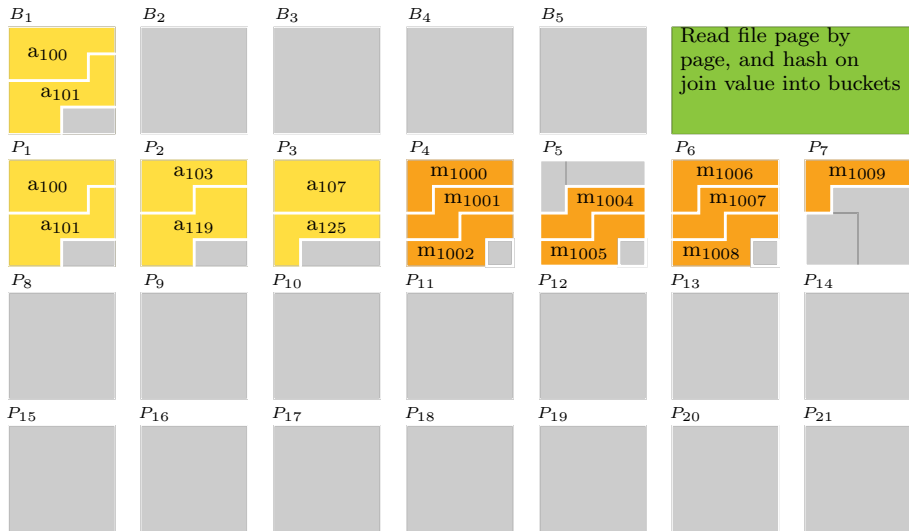 B1 B2 B3 B4 B5
a100
a101
Read file page by
page, and hash on
join value into buckets
P1 P2 P3 P4 P5 P6 P7
a100 a103 a107 m1000 m1006 m1009
a101 a119 a125 m1001 m1004 m1007
m1002 m1005 m1008
P8 P9 P10 P11 P12 P13 P14
P15 P16 P17 P18 P19 P20 P21